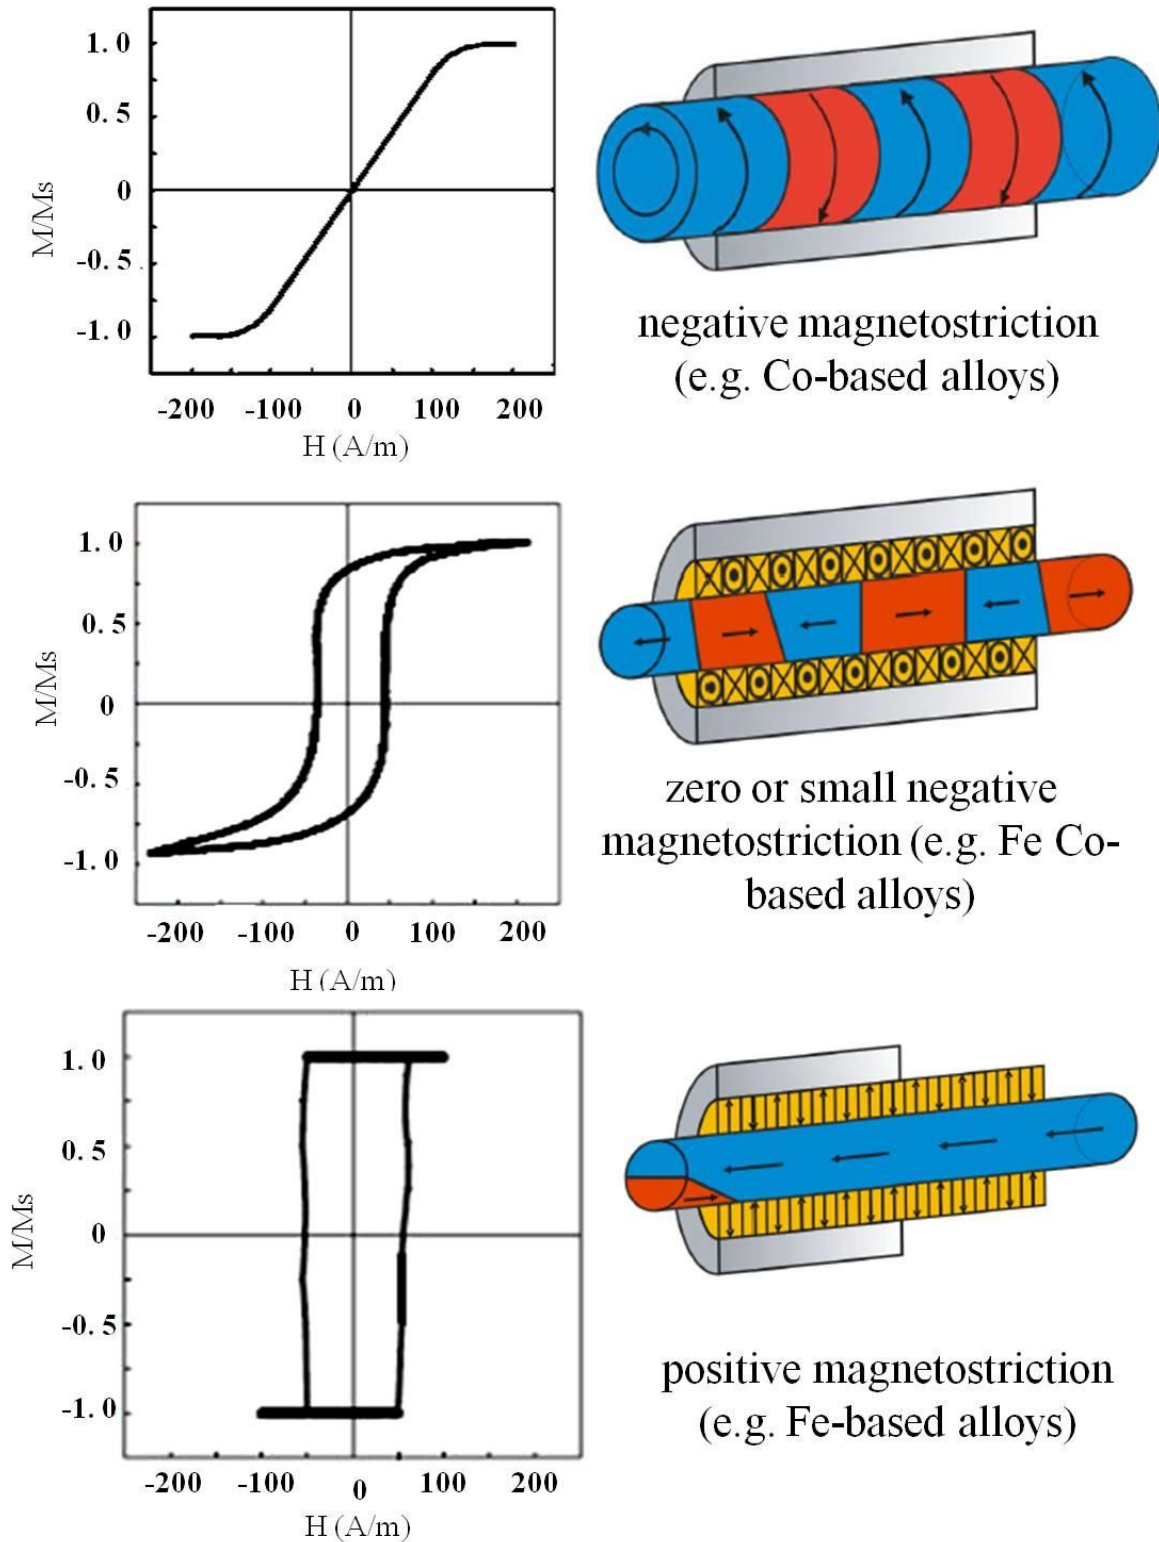 1.0
0.5
0
-0.5
-1.0
M/Ms
-200 -100 0 100 200
H (A/m)
negative magnetostriction
(e.g. Co-based alloys)
1.0
0.5
0
-0.5
-1.0
M/Ms
-200 -100 0 100 200
H (A/m)
zero or small negative
magnetostriction (e.g. Fe Co-
based alloys)
1.0
0.5
0
-0.5
-1.0
M/Ms
-200 -100 0 100 200
H (A/m)
positive magnetostriction
(e.g. Fe-based alloys)